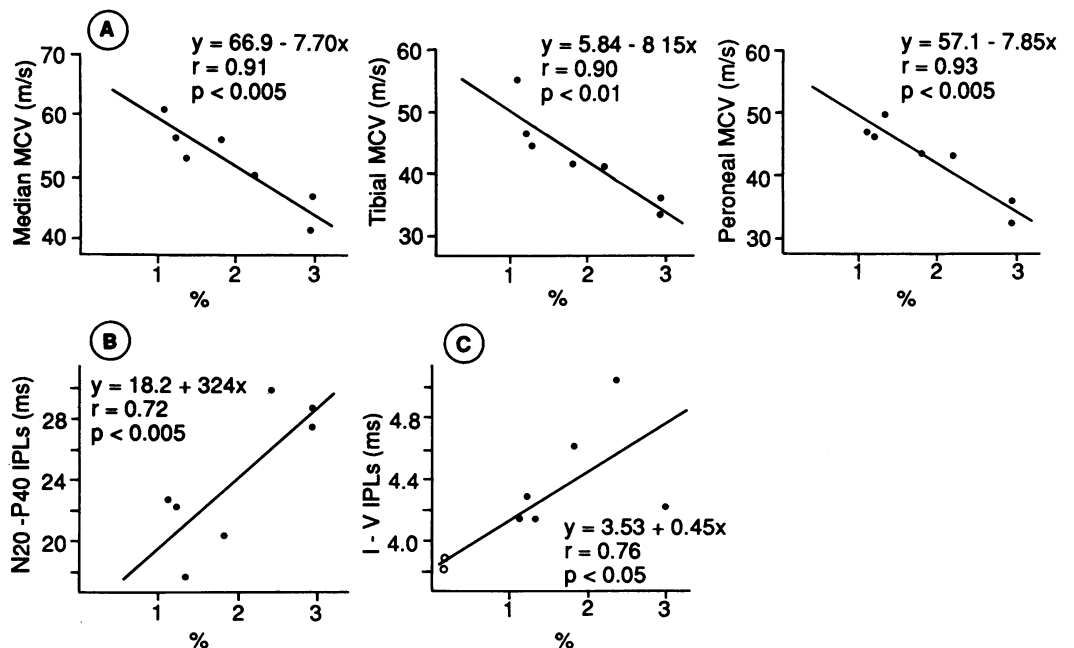 A
y = 66.9 - 7.70x
r = 0.91
p < 0.005
Median MCV (m/s)
70
60
50
40
1 2 3
%
y = 5.84 - 8 15x
r = 0.90
p < 0.01
Tibial MCV (m/s)
60
50
40
30
1 2 3
%
y = 57.1 - 7.85x
r = 0.93
p < 0.005
Peroneal MCV (m/s)
60
50
40
30
1 2 3
%
B
y = 18.2 + 324x
r = 0.72
p < 0.005
N20 -P40 IPLs (ms)
28
24
20
1 2 3
%
C
I - V IPLs (ms)
4.8
4.4
4.0
y = 3.53 + 0.45x
r = 0.76
p < 0.05
1 2 3
%